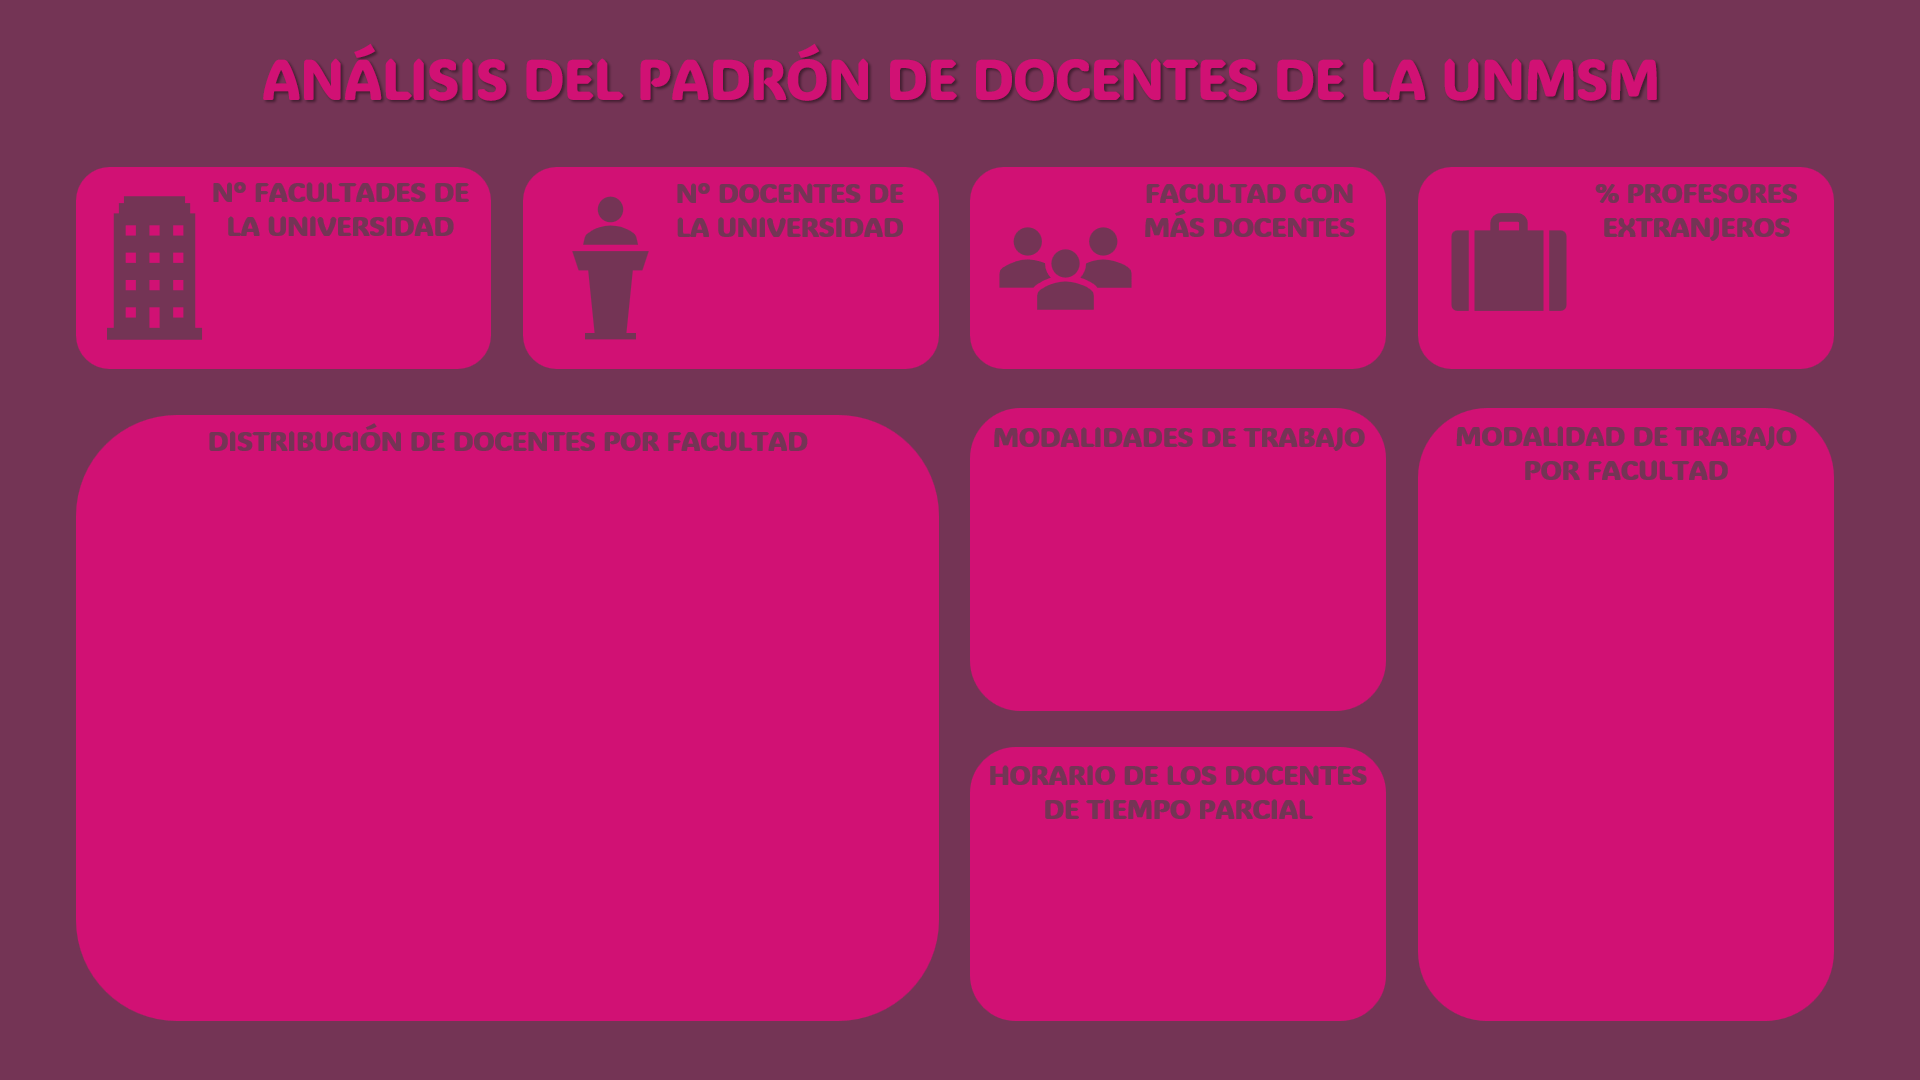 ANÁLISIS DEL PADRÓN DE DOCENTES DE LA UNMSM
N° FACULTADES DE
LA UNIVERSIDAD
N° DOCENTES DE
LA UNIVERSIDAD
FACULTAD CON
MÁS DOCENTES
% PROFESORES
EXTRANJEROS
DISTRIBUCIÓN DE DOCENTES POR FACULTAD
MODALIDADES DE TRABAJO
MODALIDAD DE TRABAJO
POR FACULTAD
HORARIO DE LOS DOCENTES
DE TIEMPO PARCIAL